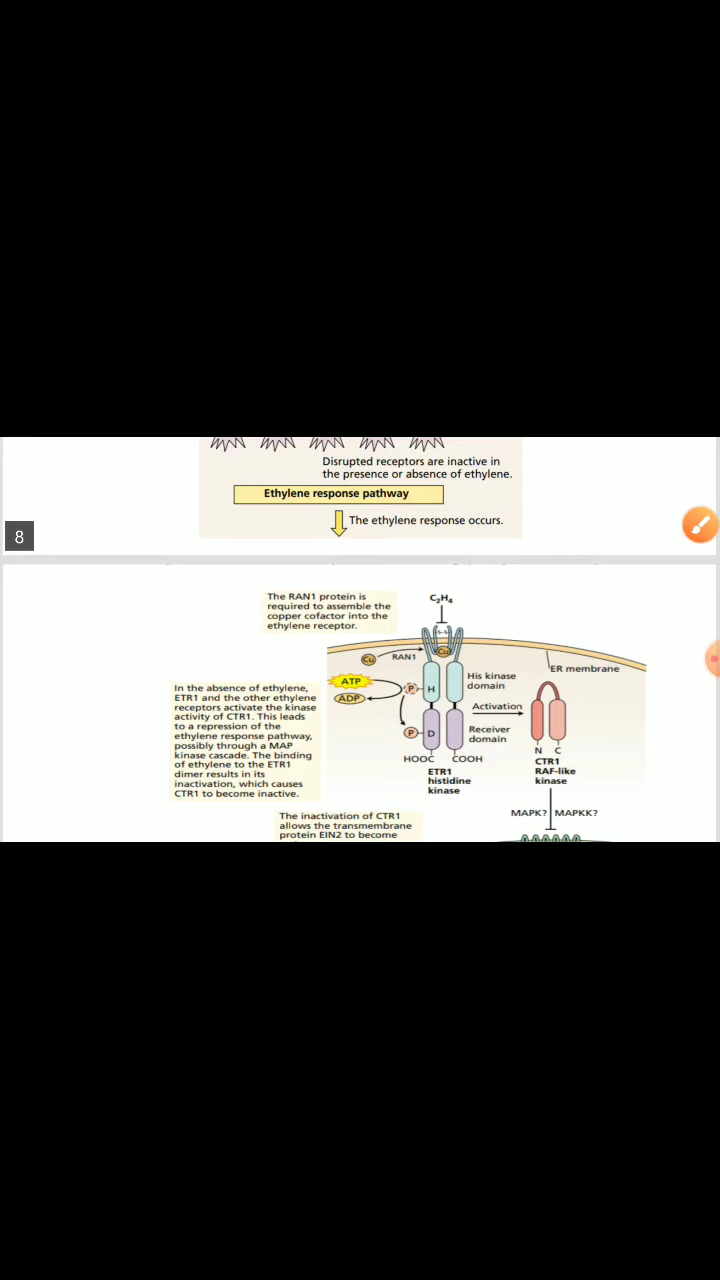 Disrupted receptors are inactive in
the presence or absence of ethylene.
Ethylene response pathway
The ethylene response occurs.
8
The RAN1 protein is
required to assemble the
copper cofactor into the
ethylene receptor.
C₂H₄
S-S
Cu
RAN1
Cu
ER membrane
In the absence of ethylene,
ETR1 and the other ethylene
receptors activate the kinase
activity of CTR1. This leads
to a repression of the
ethylene response pathway,
possibly through a MAP
kinase cascade. The binding
of ethylene to the ETR1
dimer results in its
inactivation, which causes
CTR1 to become inactive.
ATP
ADP
P
H
His kinase
domain
Activation
P
D
Receiver
domain
HOOC
COOH
ETR1
histidine
kinase
N C
CTR1
RAF-like
kinase
MAPK? MAPKK?
The inactivation of CTR1
allows the transmembrane
protein EIN2 to become